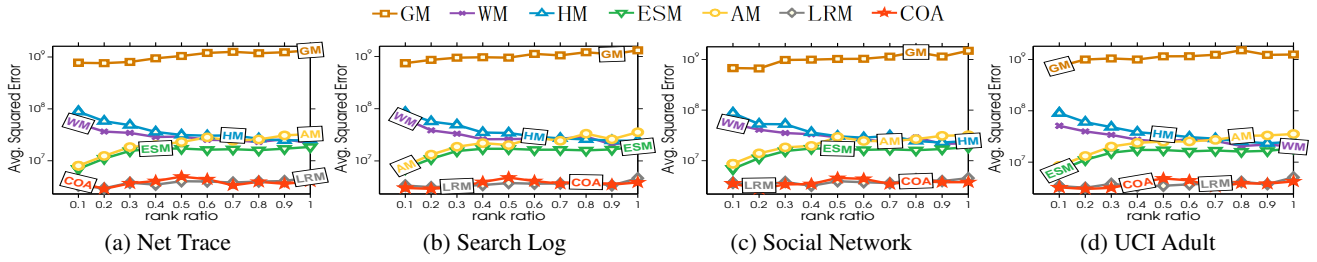 GM WM HM ESM AM LRM COA
Avg. Squared Error
10⁹
10⁸
10⁷
GM
WM
HM
AM
ESM
COA
LRM
0.1 0.2 0.3 0.4 0.5 0.6 0.7 0.8 0.9 1
rank ratio
(a) Net Trace
Avg. Squared Error
10⁹
10⁸
10⁷
GM
WM
HM
ESM
AM
LRM
COA
0.1 0.2 0.3 0.4 0.5 0.6 0.7 0.8 0.9 1
rank ratio
(b) Search Log
Avg. Squared Error
10⁹
10⁸
10⁷
GM
WM
AM
HM
ESM
LRM
COA
0.1 0.2 0.3 0.4 0.5 0.6 0.7 0.8 0.9 1
rank ratio
(c) Social Network
Avg. Squared Error
10⁹
10⁸
10⁷
GM
HM
AM
WM
ESM
COA
LRM
0.1 0.2 0.3 0.4 0.5 0.6 0.7 0.8 0.9 1
rank ratio
(d) UCI Adult